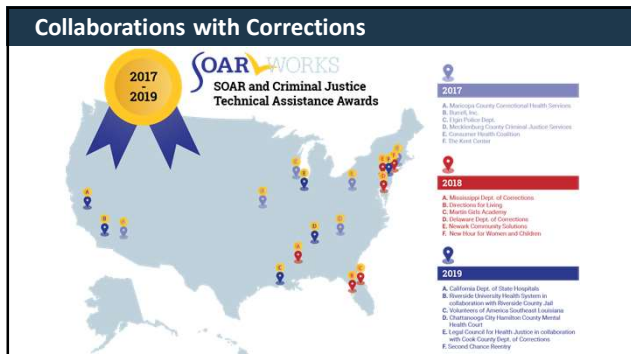 Collaborations with Corrections
2017
-
2019
SOAR WORKS
SOAR and Criminal Justice
Technical Assistance Awards
2017
A. Maricopa County Correctional Health Services
B. Burrell, Inc.
C. Elgin Police Dept.
D. Mecklenburg County Criminal Justice Services
E. Consumer Health Coalition
F. The Kent Center
2018
A. Mississippi Dept. of Corrections
B. Directions for Living
C. Martin Girls Academy
D. Delaware Dept. of Corrections
E. Newark Community Solutions
F. New Hour for Women and Children
2019
A. California Dept. of State Hospitals
B. Riverside University Health System in
collaboration with Riverside County Jail
C. Volunteers of America Southeast Louisiana
D. Chattanooga City Hamilton County Mental
Health Court
E. Legal Council for Health Justice in collaboration
with Cook County Dept. of Corrections
F. Second Chance Reentry